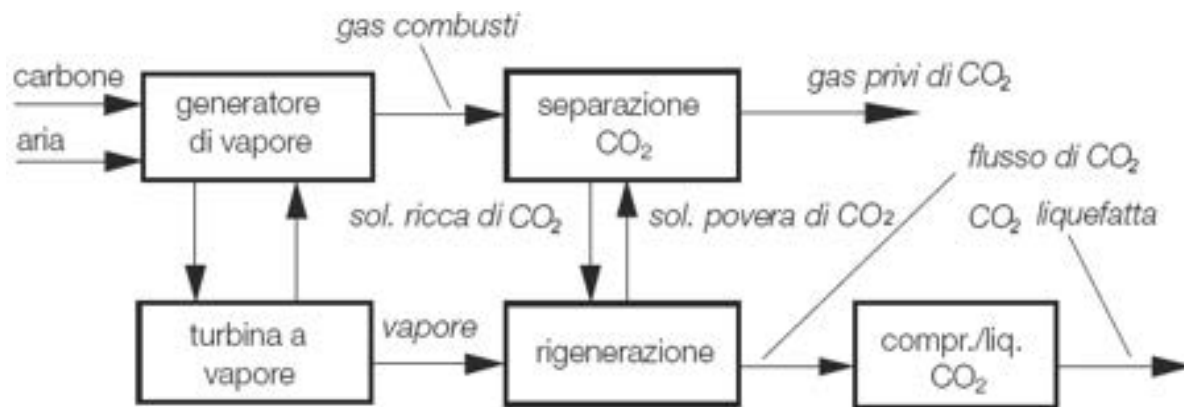 gas combusti
carbone
aria
generatore
di vapore
separazione
CO₂
gas privi di CO₂
flusso di CO₂
sol. ricca di CO₂
sol. povera di CO₂
CO₂ liquefatta
turbina a
vapore
vapore
rigenerazione
compr./liq.
CO₂